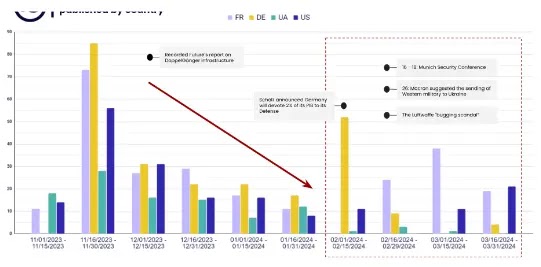 published by country
FR DE UA US
90
80
70
60
50
40
30
20
10
0
Recorded Future's report on
Doppelgänger infrastructure
Scholz announced Germany
will devote 2% of its PIB to its
Defense
16 - 18: Munich Security Conference
26: Macron suggested the sending of
Western military to Ukraine
The Luftwaffe "bugging scandal"
11/01/2023 -
11/15/2023
11/16/2023 -
11/30/2023
12/01/2023 -
12/15/2023
12/16/2023 -
12/31/2023
01/01/2024 -
01/15/2024
01/16/2024 -
01/31/2024
02/01/2024 -
02/15/2024
02/16/2024 -
02/29/2024
03/01/2024 -
03/15/2024
03/16/2024 -
03/31/2024